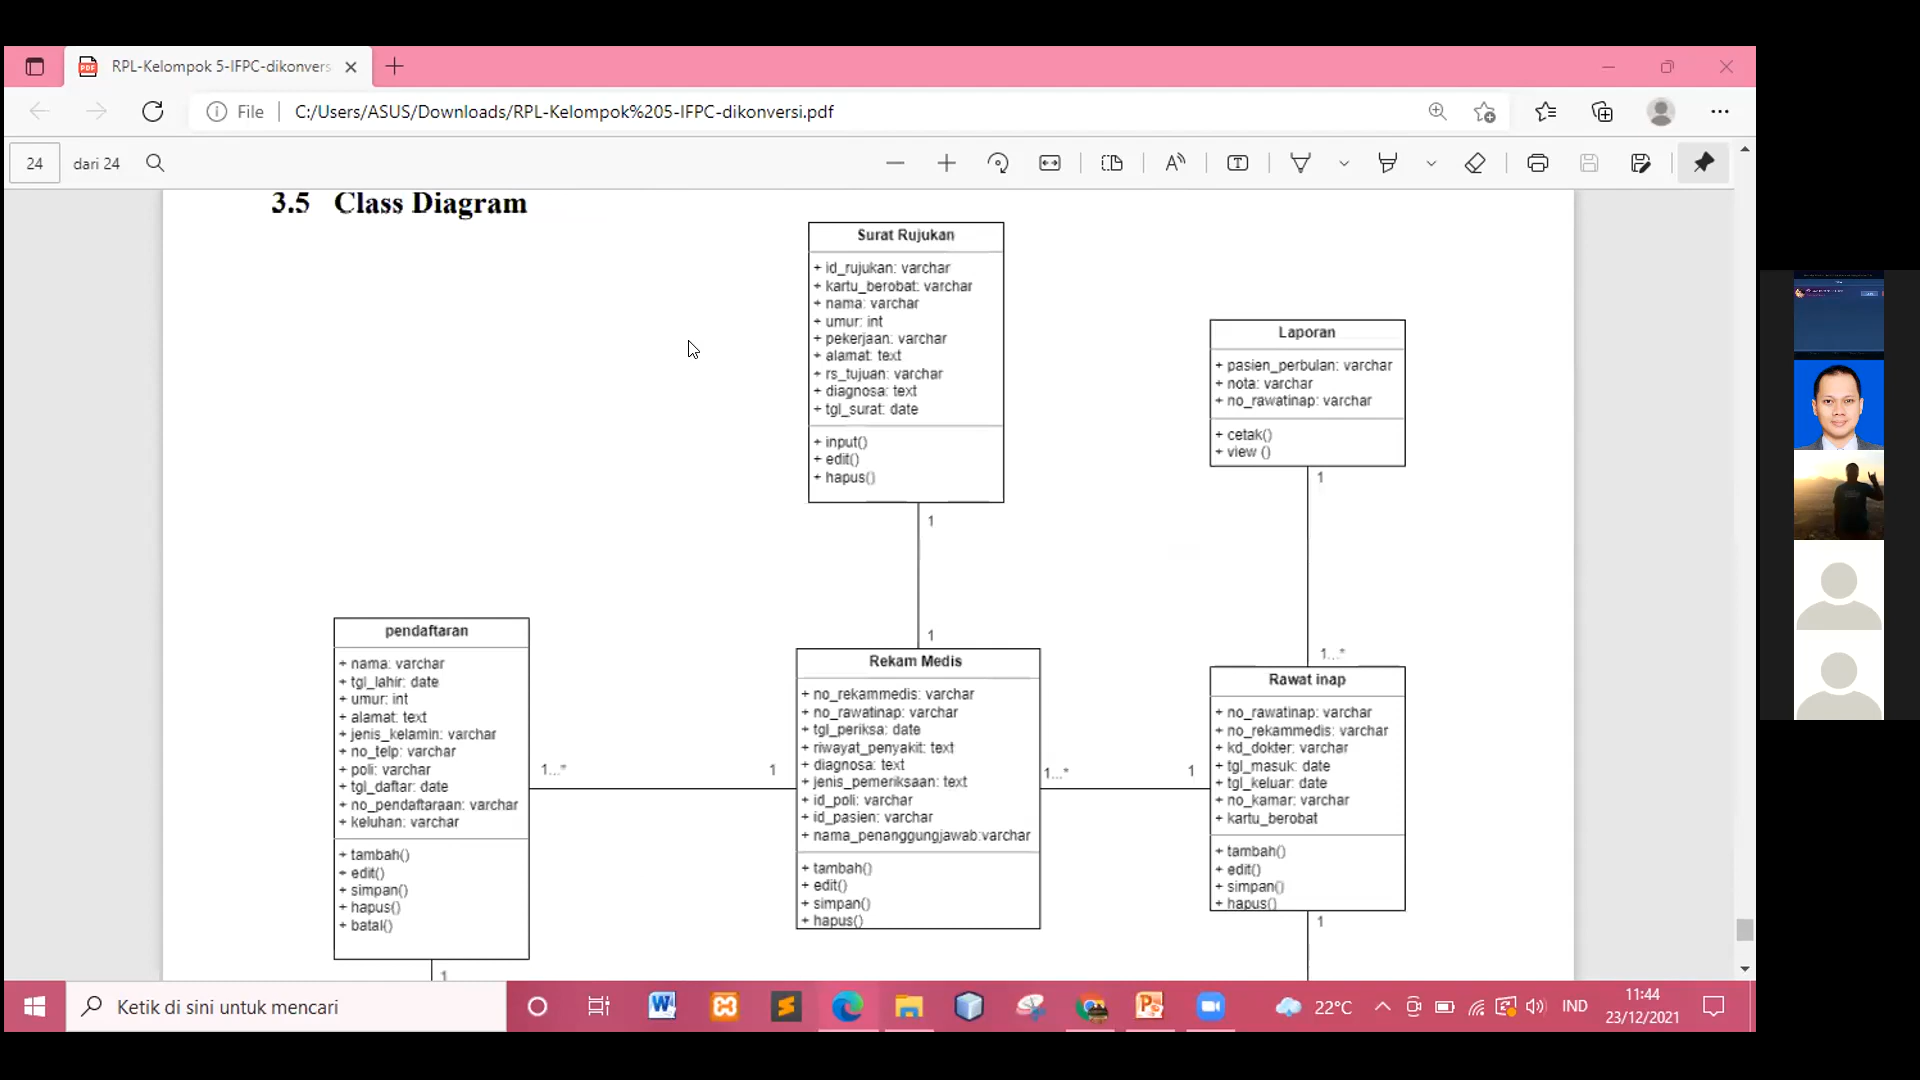 RPL-Kelompok 5-IFPC-dikonvers
File
C:/Users/ASUS/Downloads/RPL-Kelompok%205-IFPC-dikonversi.pdf
24 dari 24
3.5 Class Diagram
Surat Rujukan
+ id_rujukan: varchar
+ kartu_berobat: varchar
+ nama: varchar
+ umur: int
+ pekerjaan: varchar
+ alamat: text
+ rs_tujuan: varchar
+ diagnosa: text
+ tgl_surat: date
+ input()
+ edit()
+ hapus()
1
1
Laporan
+ pasien_perbulan: varchar
+ nota: varchar
+ no_rawatinap: varchar
+ cetak()
+ view ()
1
1...*
pendaftaran
+ nama: varchar
+ tgl_lahir: date
+ umur: int
+ alamat: text
+ jenis_kelamin: varchar
+ no_telp: varchar
+ poli: varchar
+ tgl_daftar: date
+ no_pendaftaraan: varchar
+ keluhan: varchar
+ tambah()
+ edit()
+ simpan()
+ hapus()
+ batal()
1
1...*
1
Rekam Medis
+ no_rekammedis: varchar
+ no_rawatinap: varchar
+ tgl_periksa: date
+ riwayat_penyakit: text
+ diagnosa: text
+ jenis_pemeriksaan: text
+ id_poli: varchar
+ id_pasien: varchar
+ nama_penanggungjawab:varchar
+ tambah()
+ edit()
+ simpan()
+ hapus()
1...*
1
Rawat inap
+ no_rawatinap: varchar
+ no_rekammedis: varchar
+ kd_dokter: varchar
+ tgl_masuk: date
+ tgl_keluar: date
+ no_kamar: varchar
+ kartu_berobat
+ tambah()
+ edit()
+ simpan()
+ hapus()
1
Ketik di sini untuk mencari
22°C
IND
11:44
23/12/2021